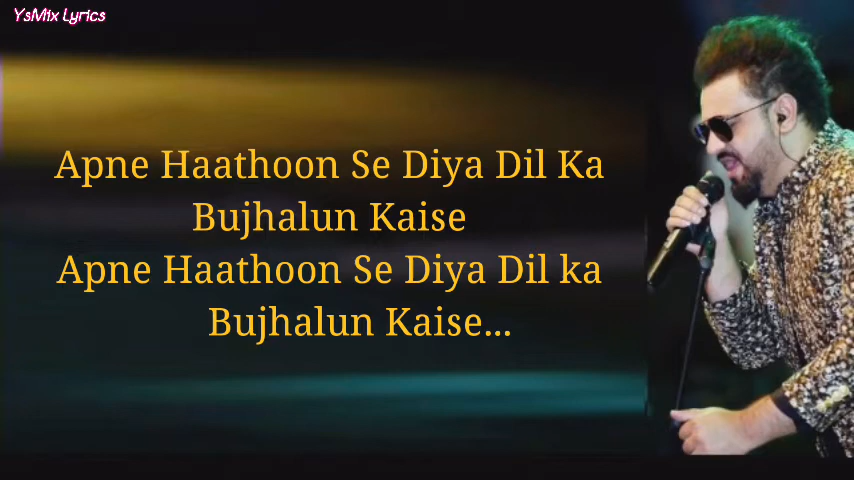 YsMix Lyrics
Apne Haathoon Se Diya Dil Ka
Bujhalun Kaise
Apne Haathoon Se Diya Dil ka
Bujhalun Kaise...